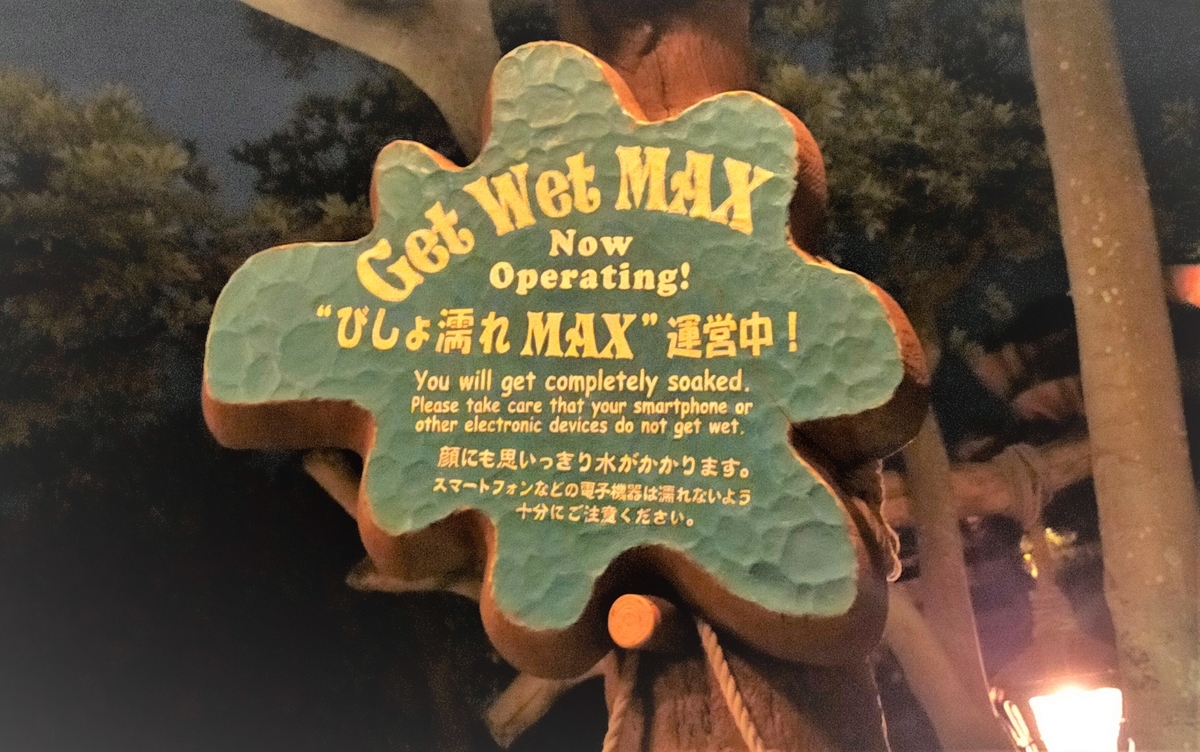 Get Wet MAX
Now
Operating!
“びしょ濡れ MAX” 運営中！
You will get completely soaked.
Please take care that your smartphone or
other electronic devices do not get wet.
顔にも思いっきり水がかかります。
スマートフォンなどの電子機器は濡れないよう
十分にご注意ください。